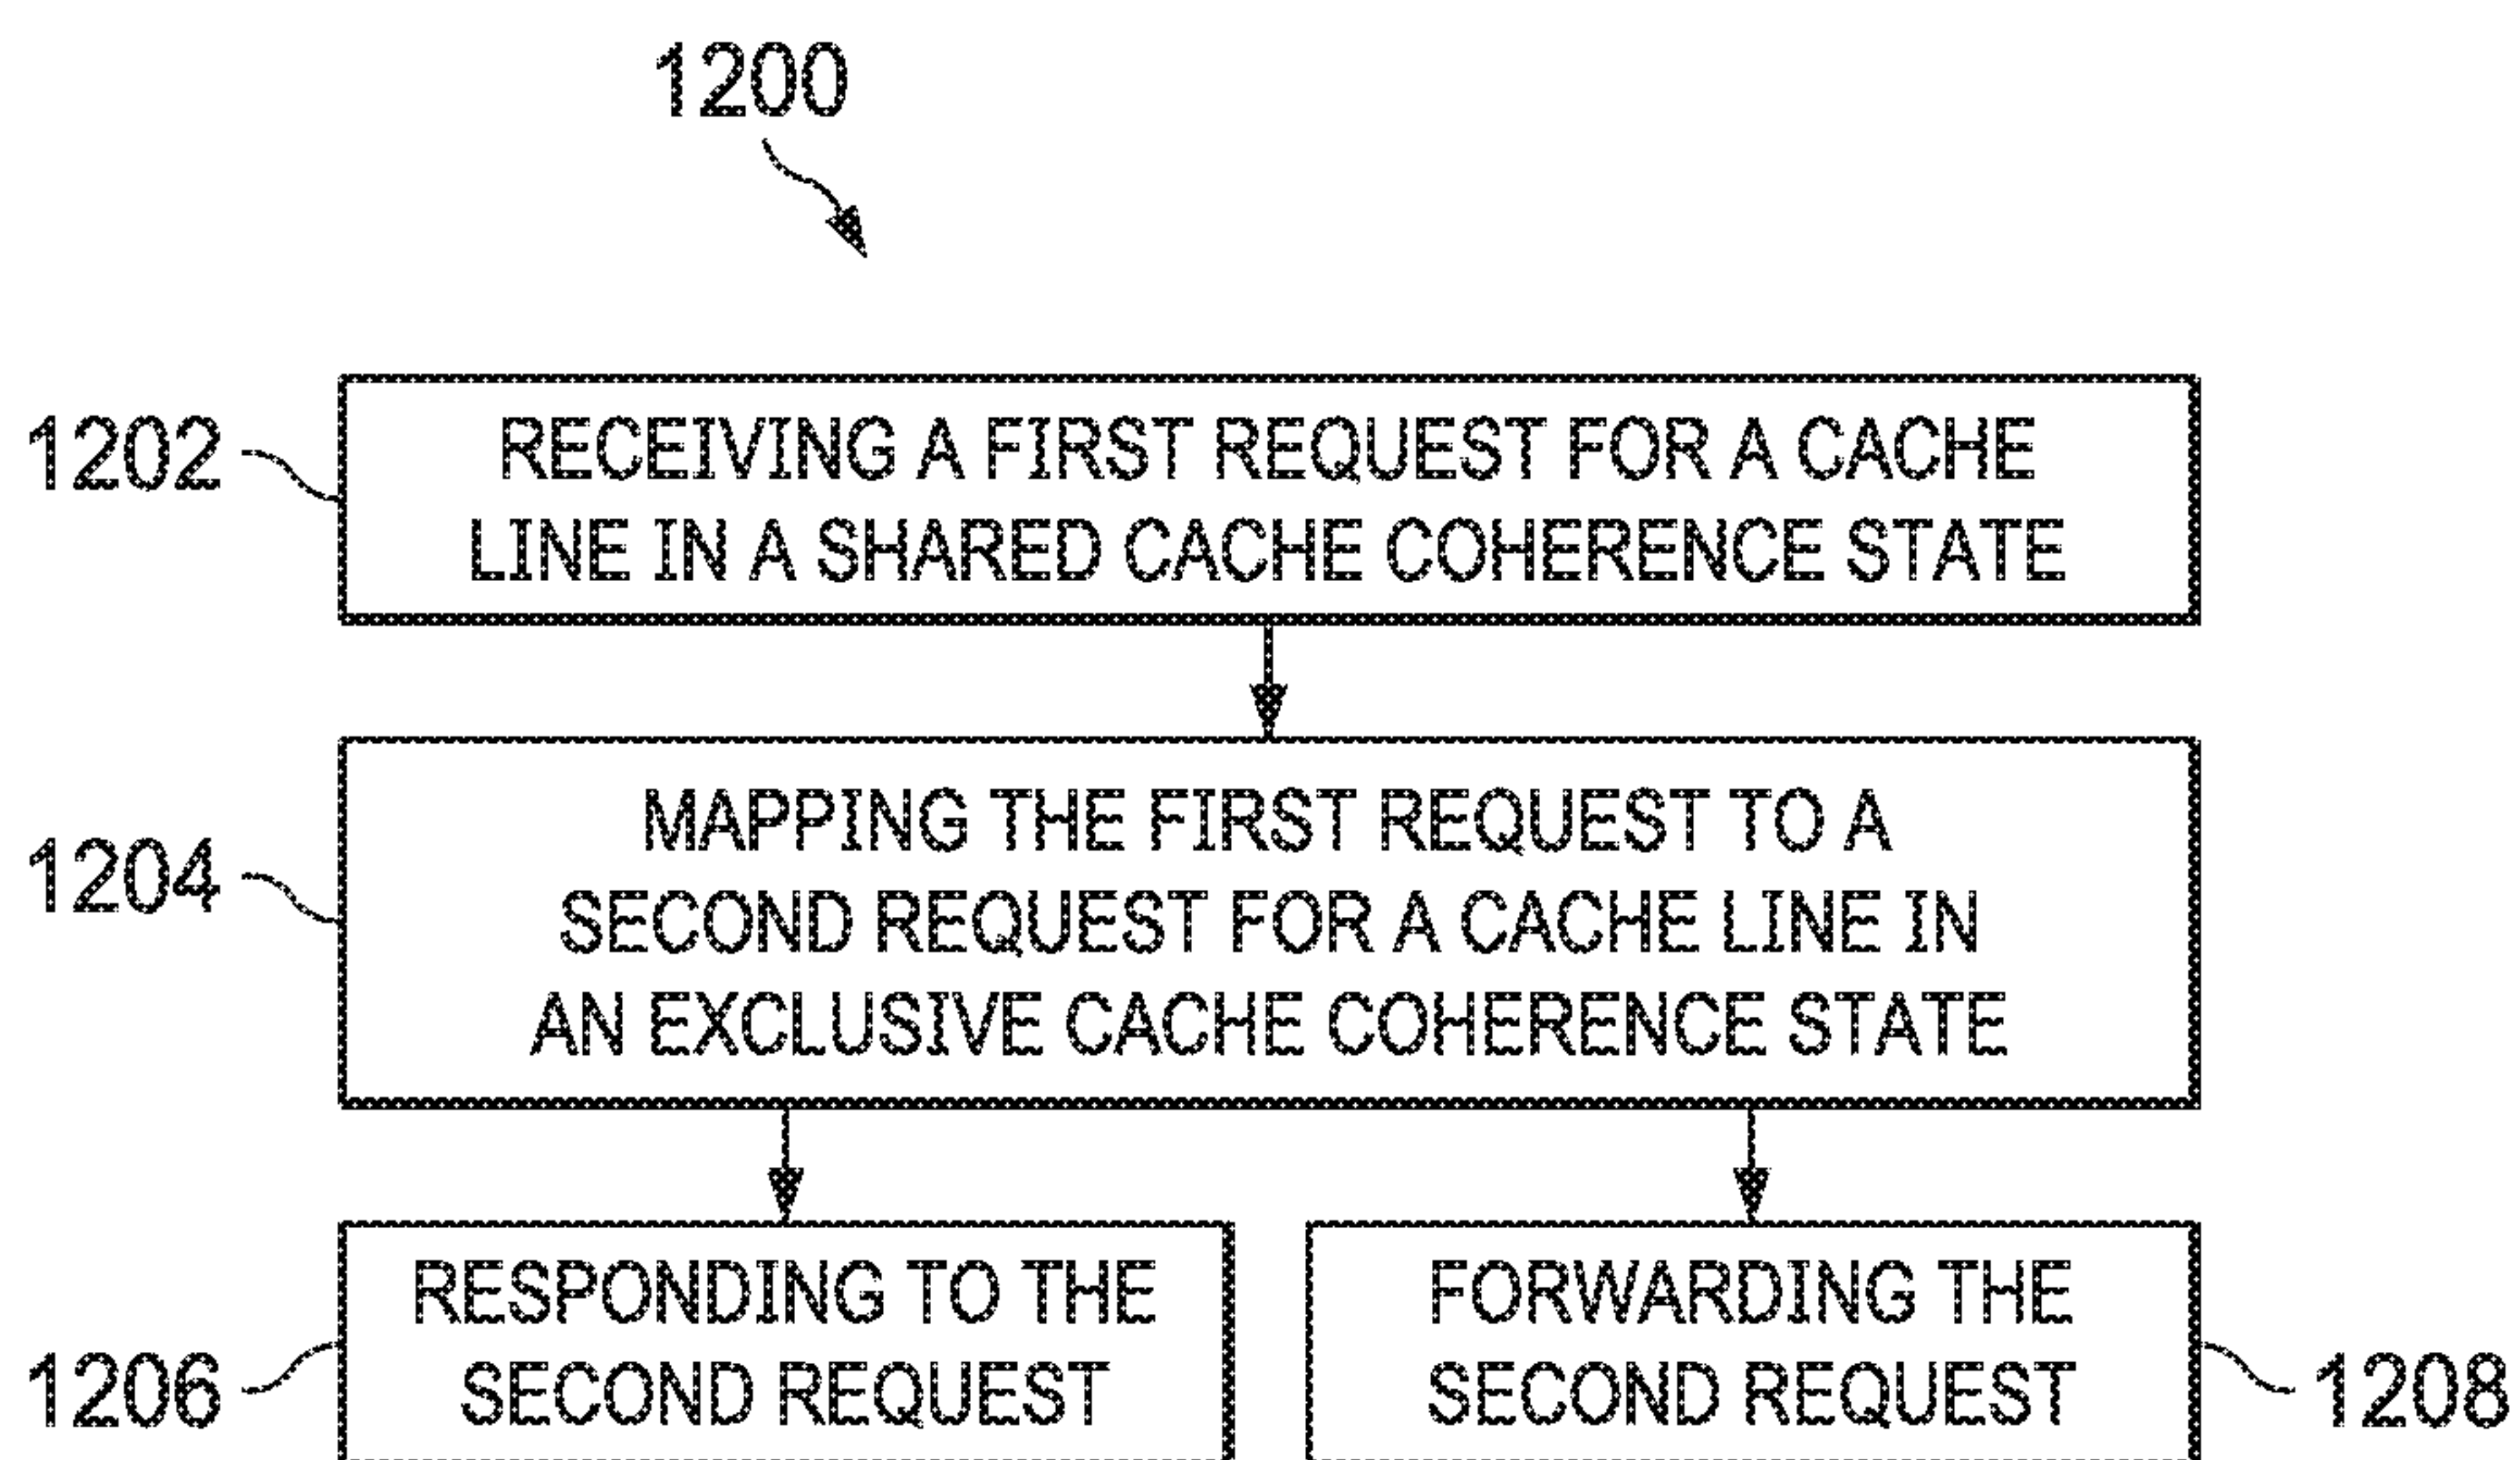 1200
1202
RECEIVING A FIRST REQUEST FOR A CACHE
LINE IN A SHARED CACHE COHERENCE STATE
1204
MAPPING THE FIRST REQUEST TO A
SECOND REQUEST FOR A CACHE LINE IN
AN EXCLUSIVE CACHE COHERENCE STATE
1206
RESPONDING TO THE
SECOND REQUEST
FORWARDING THE
SECOND REQUEST
1208